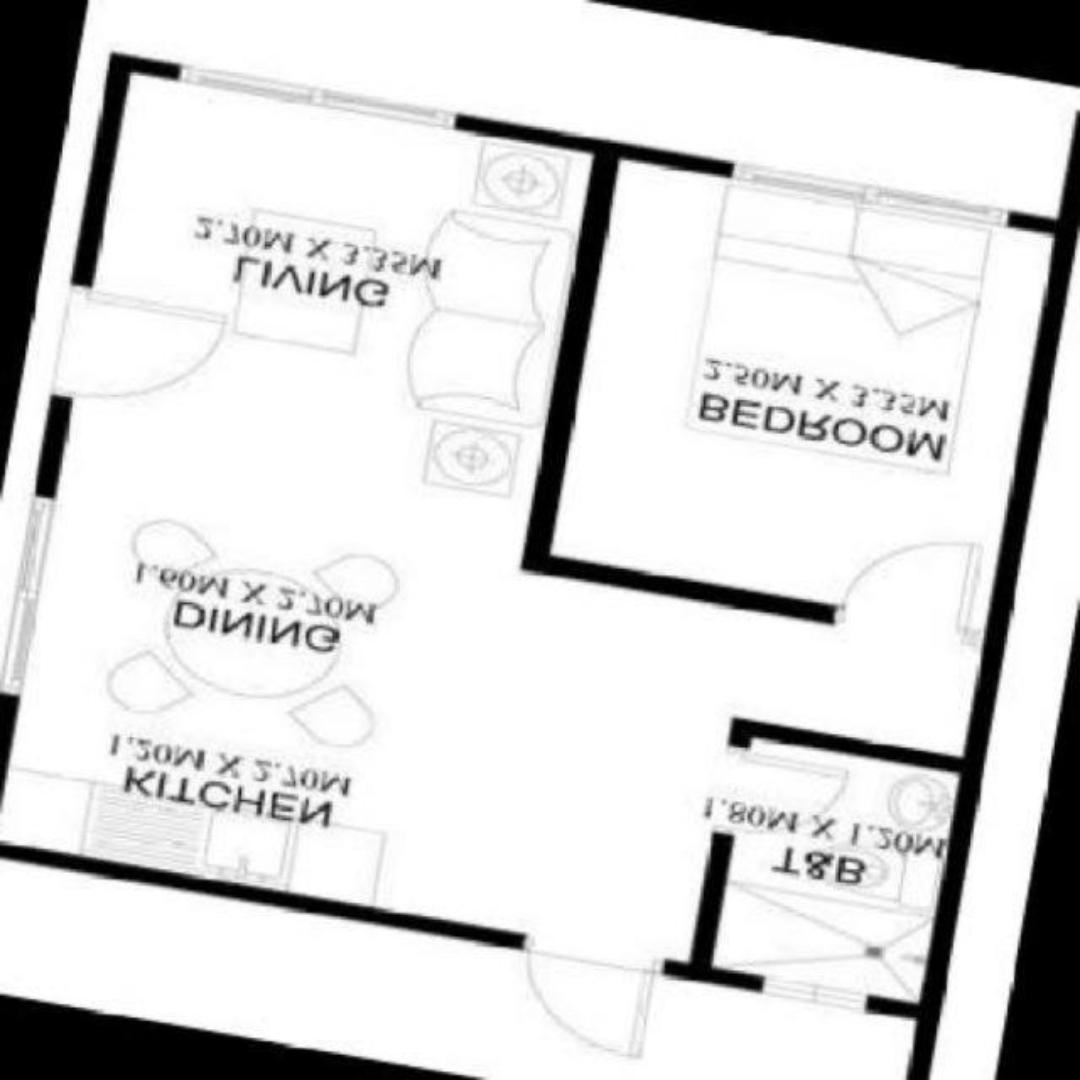 LIVING
2.70M X 3.35M
BEDROOM
2.50M X 3.35M
DINING
1.60M X 2.70M
KITCHEN
1.20M X 2.70M
T&B
1.80M X 1.20M